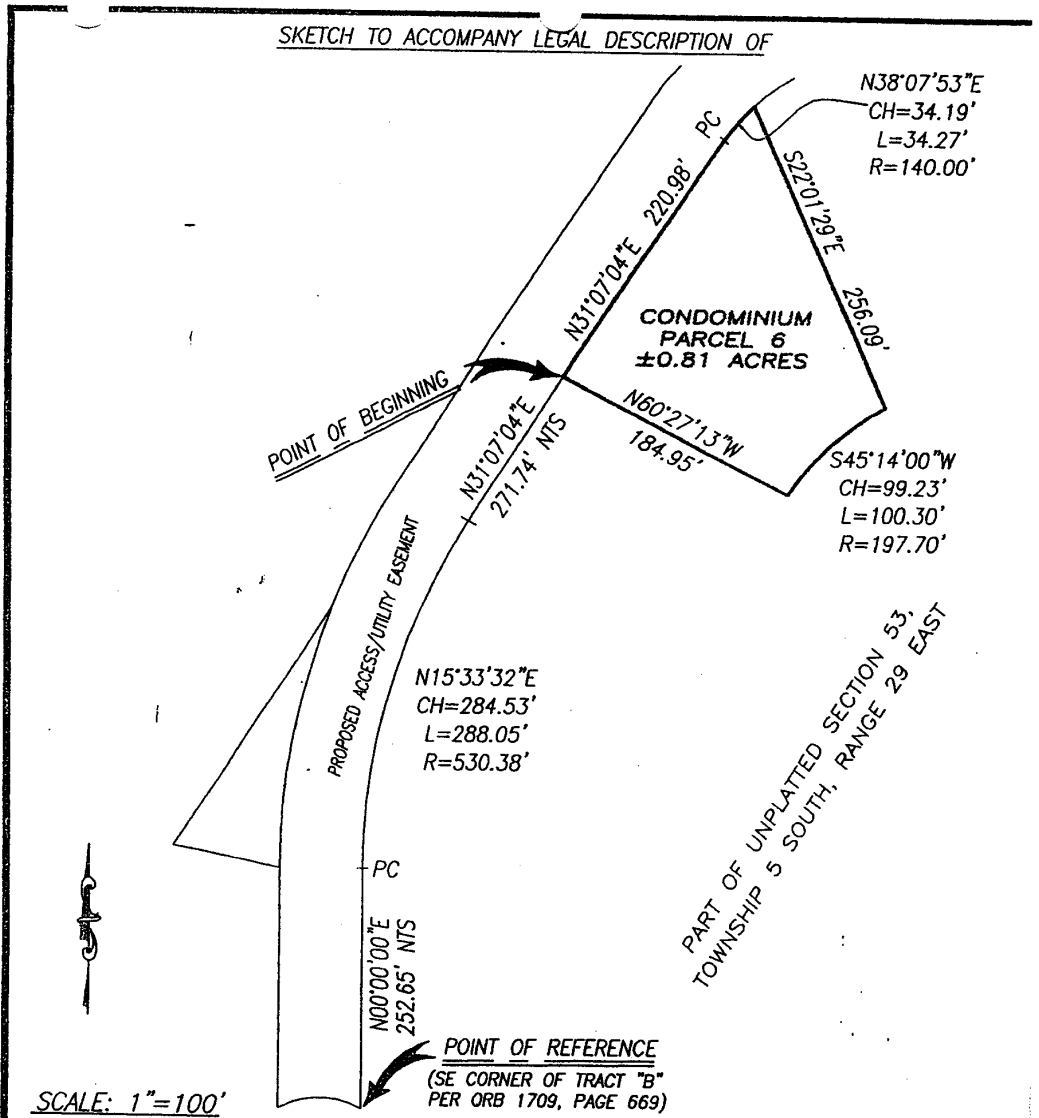 SKETCH TO ACCOMPANY LEGAL DESCRIPTION OF
N38°07'53"E
CH=34.19'
L=34.27'
R=140.00'
PC
S22°01'29"E 256.09'
N31°07'04"E 220.98'
CONDOMINIUM
PARCEL 6
±0.81 ACRES
POINT OF BEGINNING
N60°27'13"W
184.95'
N31°07'04"E
271.74' NTS
S45°14'00"W
CH=99.23'
L=100.30'
R=197.70'
PROPOSED ACCESS/UTILITY EASEMENT
N15°33'32"E
CH=284.53'
L=288.05'
R=530.38'
PART OF UNPLATTED SECTION 53,
TOWNSHIP 5 SOUTH, RANGE 29 EAST
PC
N00°00'00"E
252.65' NTS
POINT OF REFERENCE
(SE CORNER OF TRACT "B"
PER ORB 1709, PAGE 669)
SCALE: 1"=100'